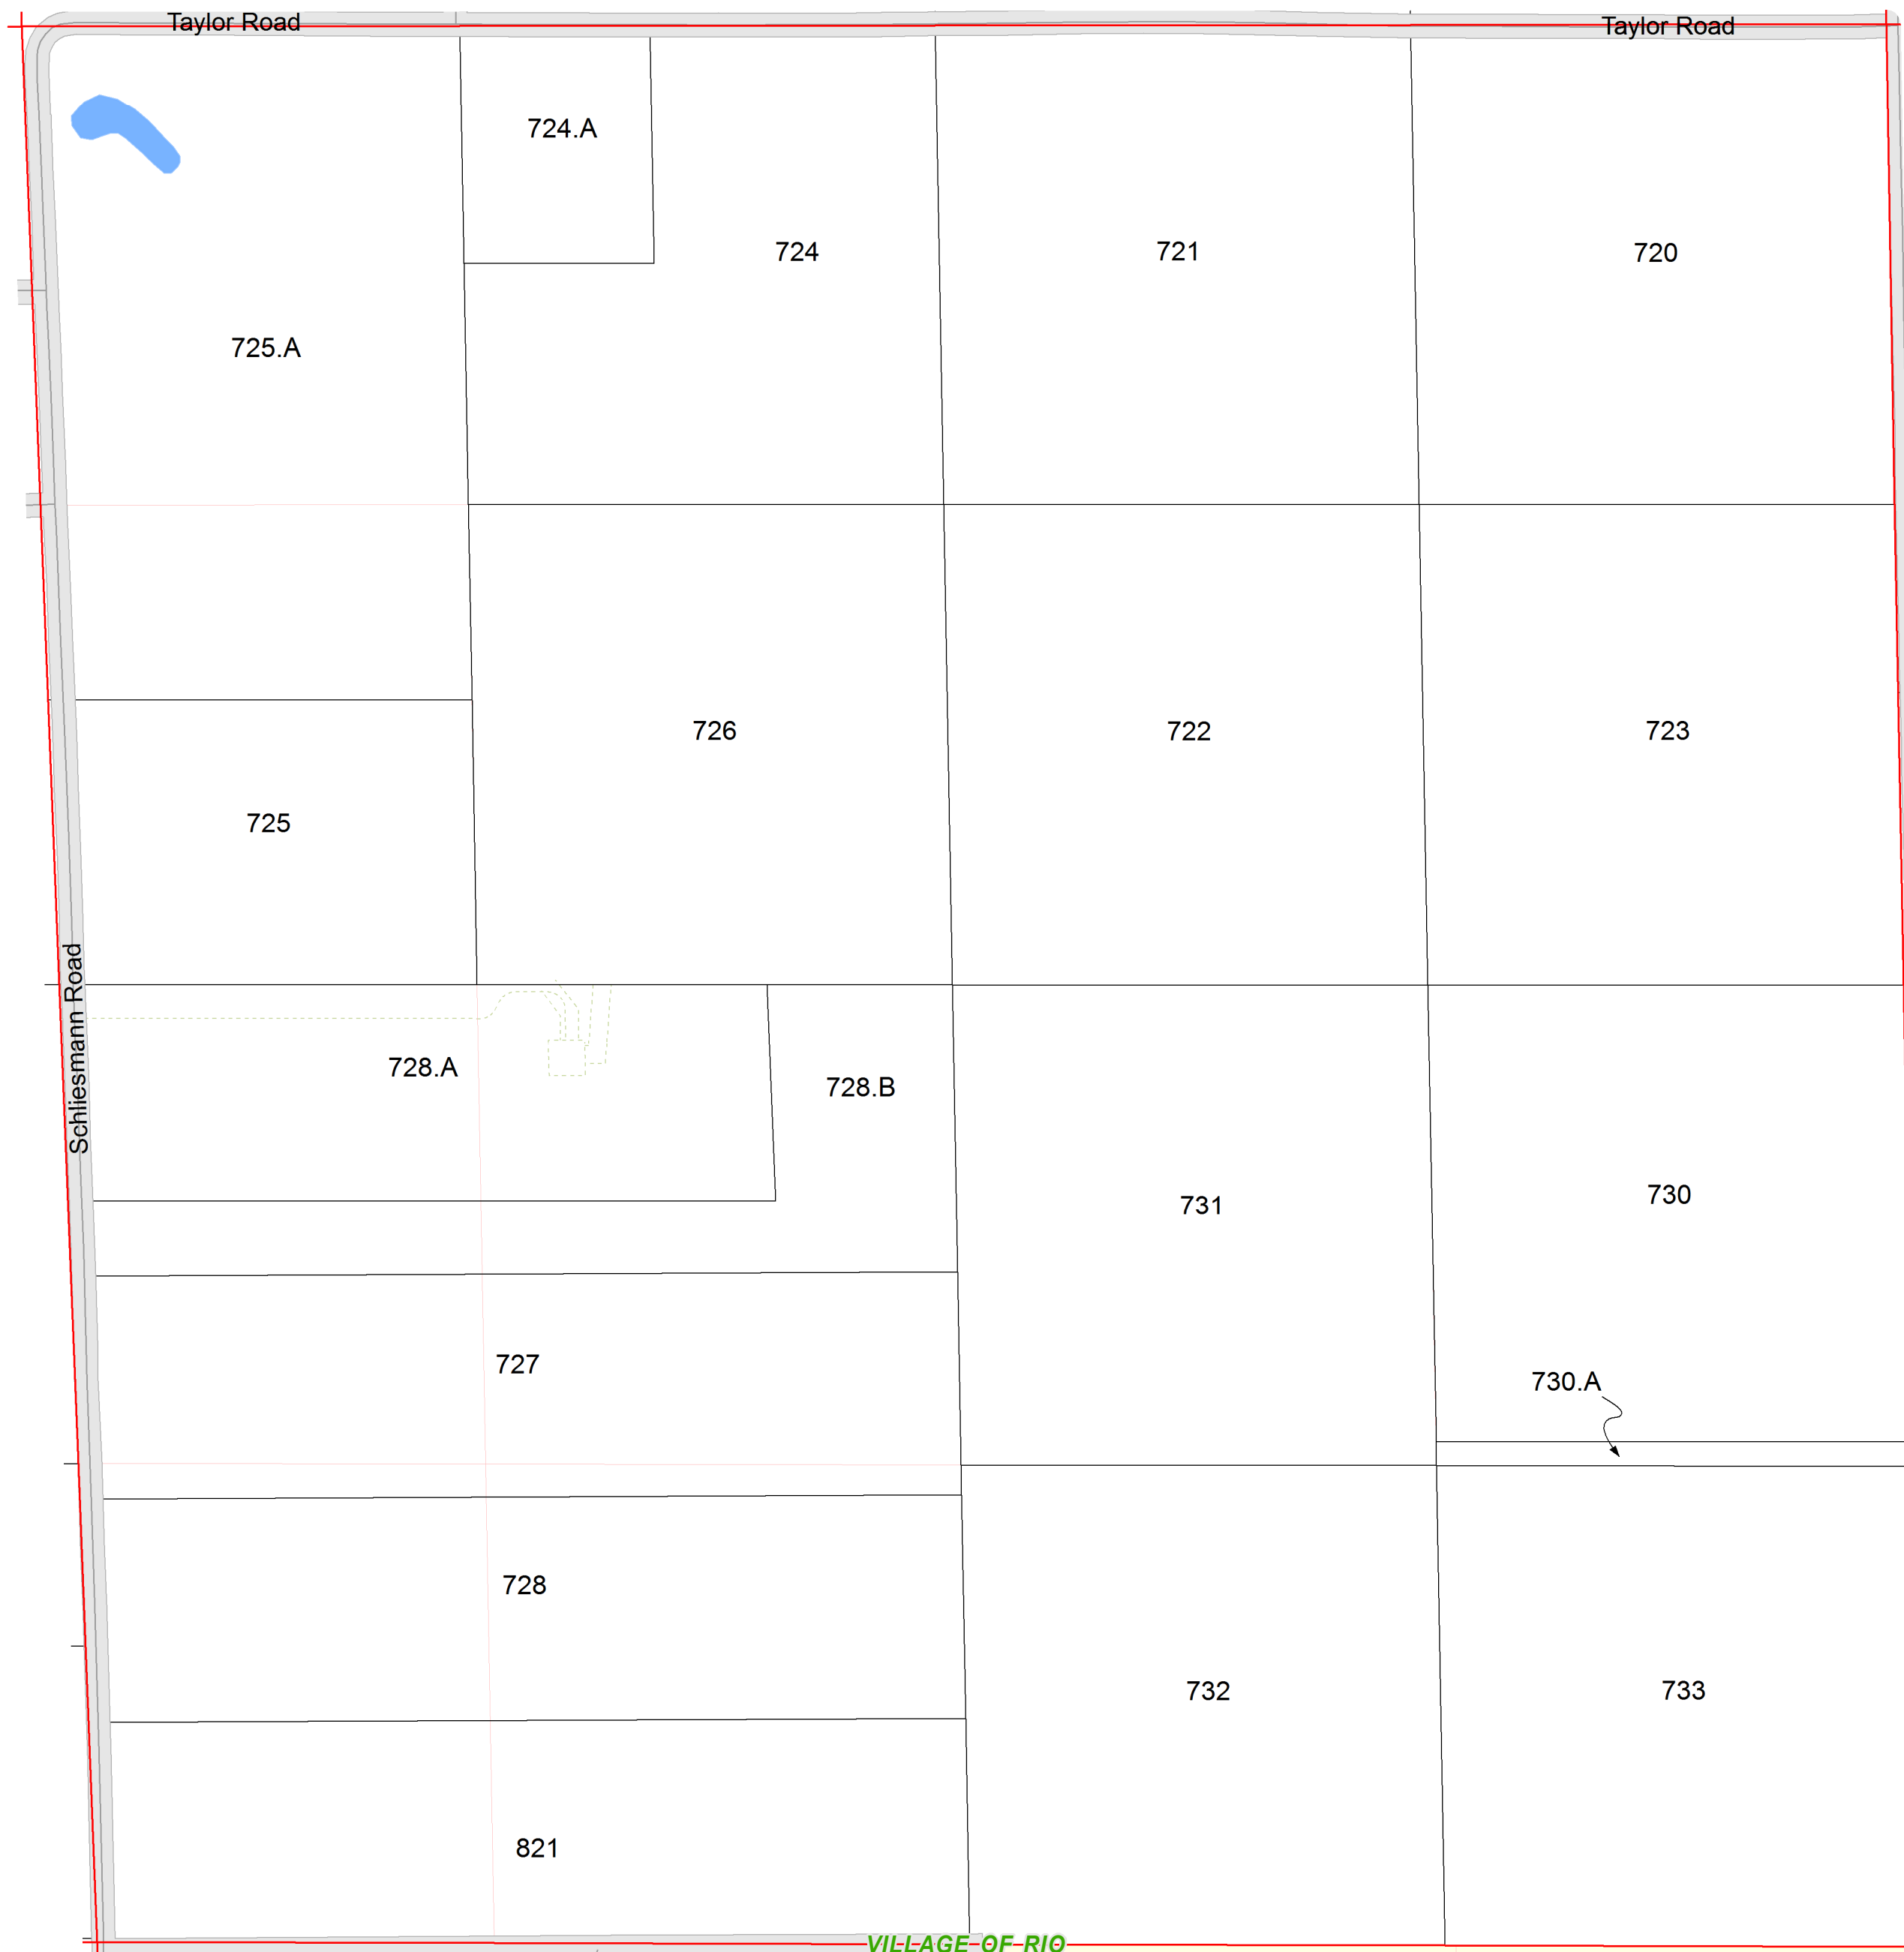 Taylor Road
Taylor Road
724.A
724
721
720
725.A
726
722
723
725
Schliesmann Road
728.A
728.B
731
730
727
730.A
728
732
733
821
VILLAGE OF RIO